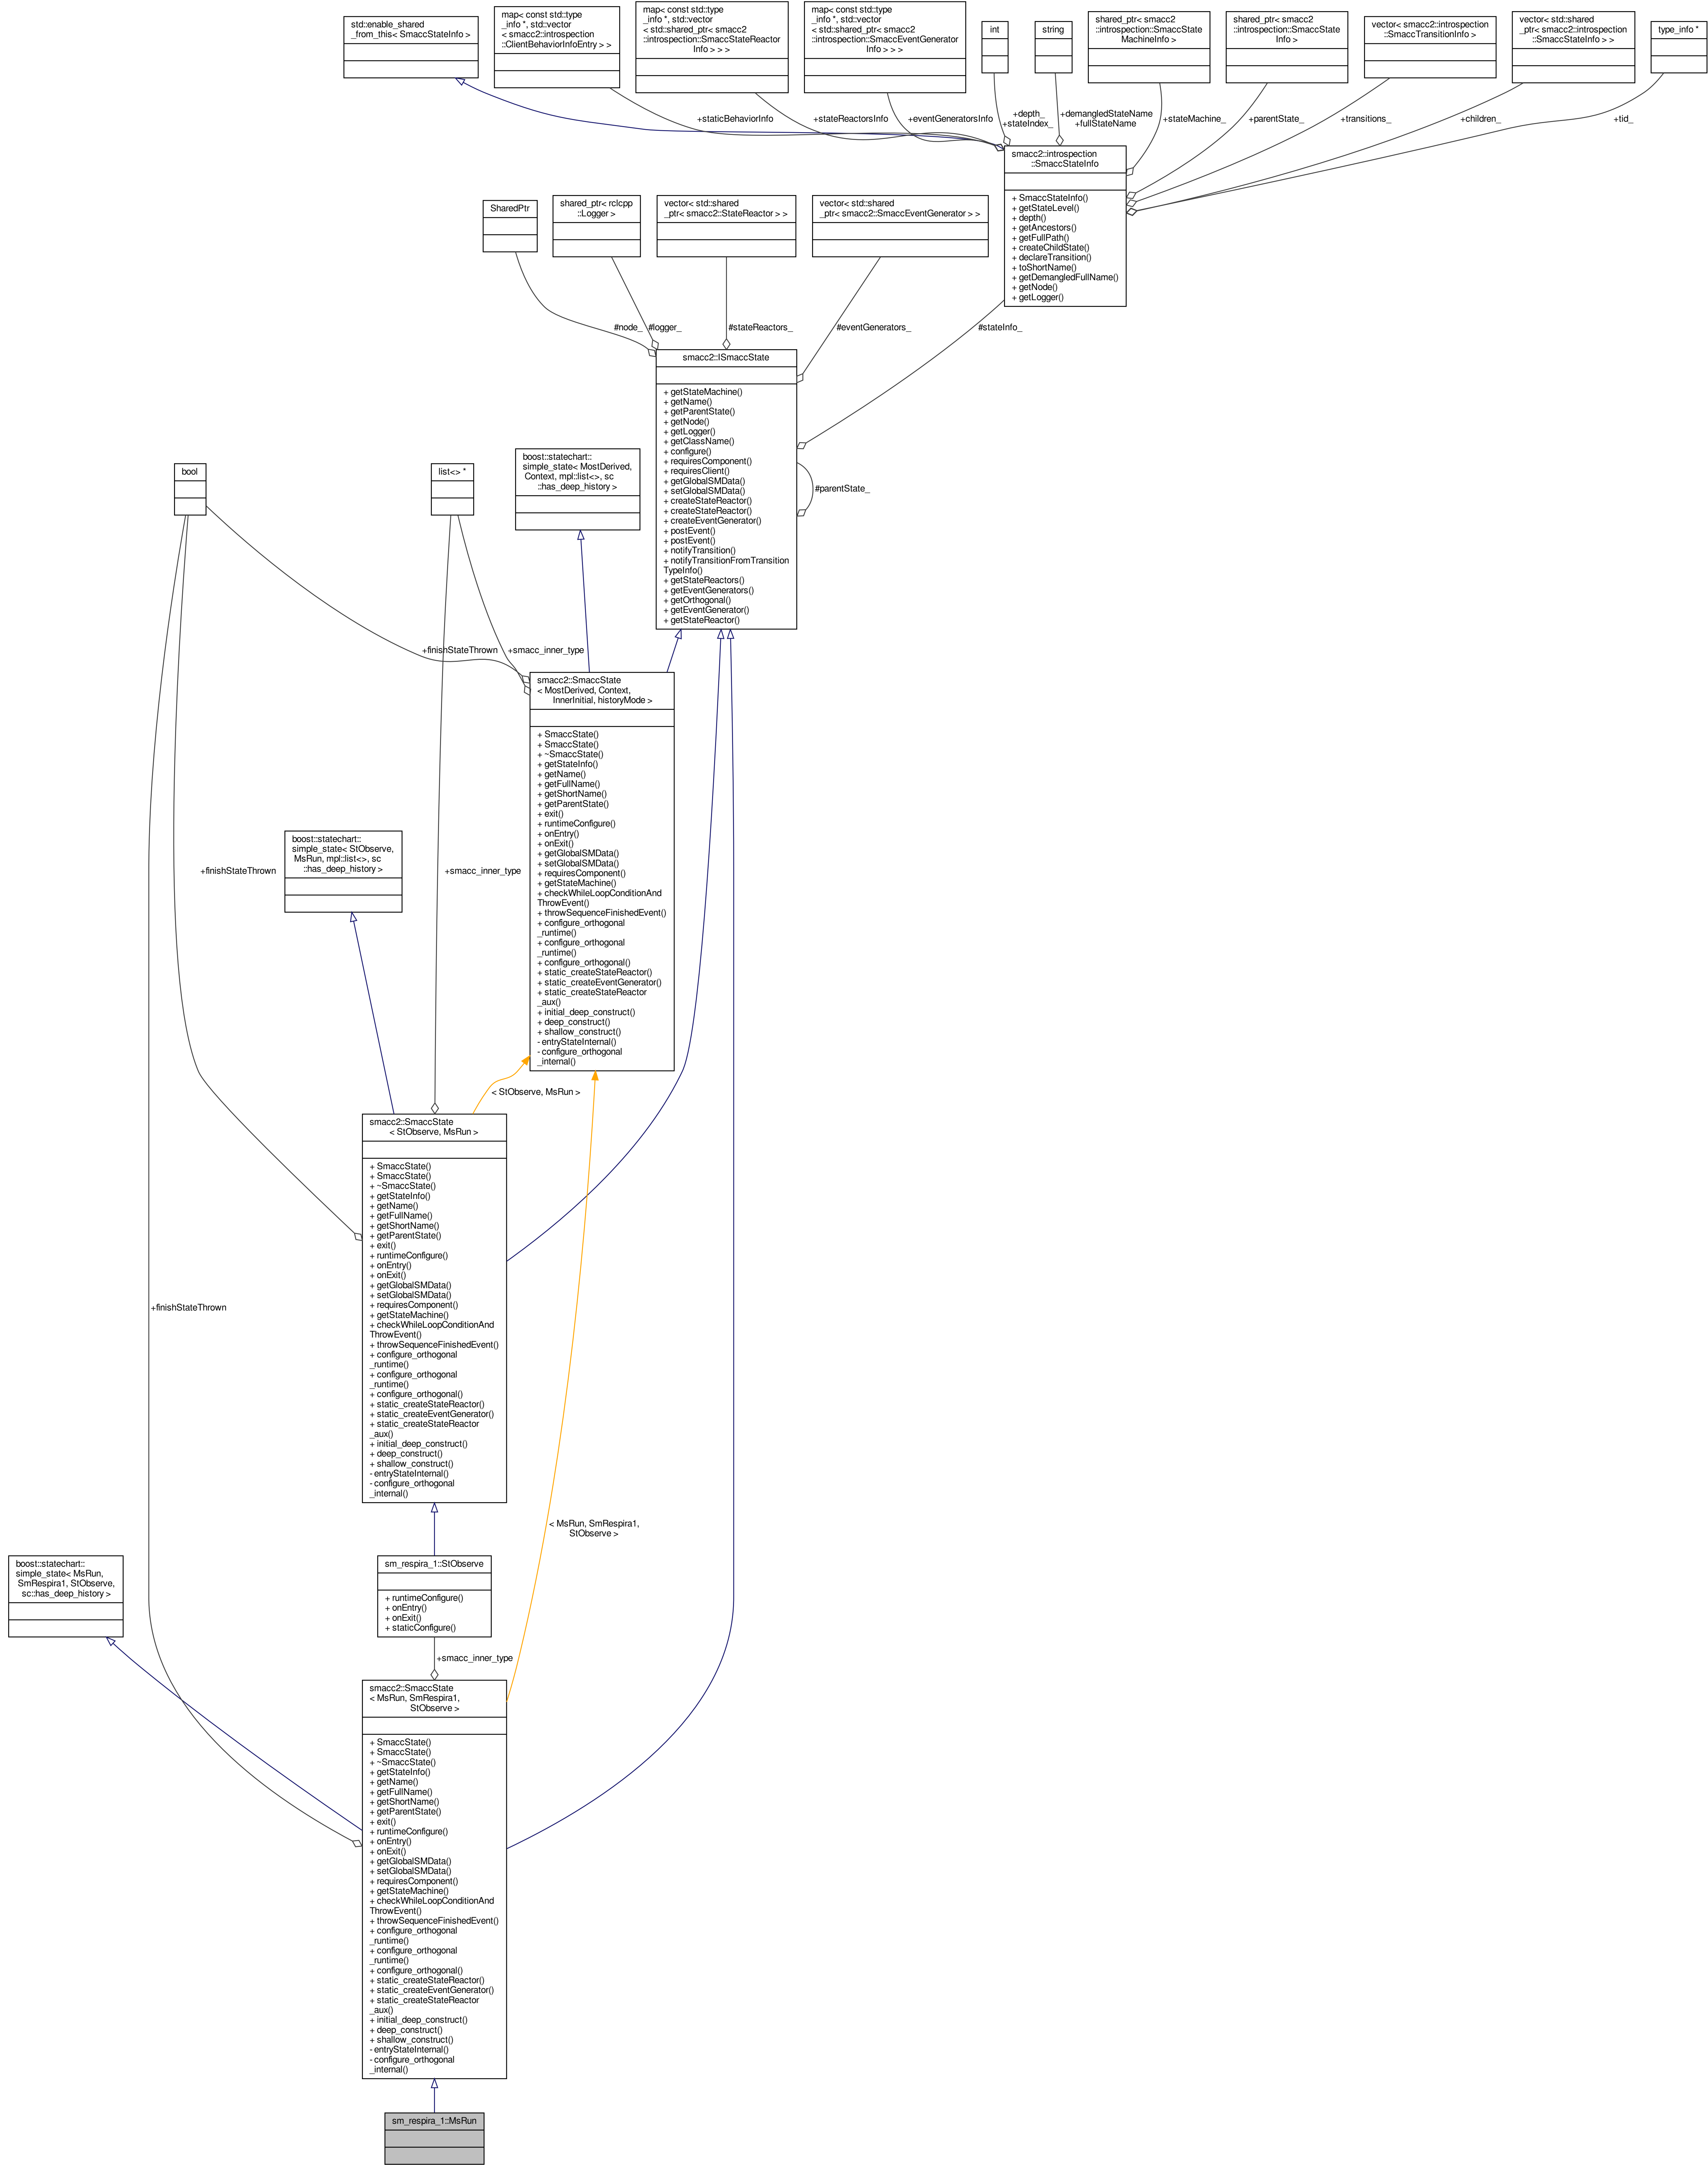 std::enable_shared
_from_this< SmaccStateInfo >
map< const std::type
_info *, std::vector
< smacc2::introspection
::ClientBehaviorInfoEntry > >
map< const std::type
_info *, std::vector
< std::shared_ptr< smacc2
::introspection::SmaccStateReactor
Info > > >
map< const std::type
_info *, std::vector
< std::shared_ptr< smacc2
::introspection::SmaccEventGenerator
Info > > >
int
string
shared_ptr< smacc2
::introspection::SmaccState
MachineInfo >
shared_ptr< smacc2
::introspection::SmaccState
Info >
vector< smacc2::introspection
::SmaccTransitionInfo >
vector< std::shared
_ptr< smacc2::introspection
::SmaccStateInfo > >
type_info *
+staticBehaviorInfo
+stateReactorsInfo
+eventGeneratorsInfo
+depth_
+stateIndex_
+demangledStateName
+fullStateName
+stateMachine_
+parentState_
+transitions_
+children_
+tid_
smacc2::introspection
::SmaccStateInfo
+ SmaccStateInfo()
+ getStateLevel()
+ depth()
+ getAncestors()
+ getFullPath()
+ createChildState()
+ declareTransition()
+ toShortName()
+ getDemangledFullName()
+ getNode()
+ getLogger()
SharedPtr
shared_ptr< rclcpp
::Logger >
vector< std::shared
_ptr< smacc2::StateReactor > >
vector< std::shared
_ptr< smacc2::SmaccEventGenerator > >
#node_
#logger_
#stateReactors_
#eventGenerators_
#stateInfo_
smacc2::ISmaccState
+ getStateMachine()
+ getName()
+ getParentState()
+ getNode()
+ getLogger()
+ getClassName()
+ configure()
+ requiresComponent()
+ requiresClient()
+ getGlobalSMData()
+ setGlobalSMData()
+ createStateReactor()
+ createStateReactor()
+ createEventGenerator()
+ postEvent()
+ postEvent()
+ notifyTransition()
+ notifyTransitionFromTransition
TypeInfo()
+ getStateReactors()
+ getEventGenerators()
+ getOrthogonal()
+ getEventGenerator()
+ getStateReactor()
#parentState_
bool
list<> *
boost::statechart::
simple_state< MostDerived,
Context, mpl::list<>, sc
::has_deep_history >
+finishStateThrown
+smacc_inner_type
smacc2::SmaccState
< MostDerived, Context,
InnerInitial, historyMode >
+ SmaccState()
+ SmaccState()
+ ~SmaccState()
+ getStateInfo()
+ getName()
+ getFullName()
+ getShortName()
+ getParentState()
+ exit()
+ runtimeConfigure()
+ onEntry()
+ onExit()
+ getGlobalSMData()
+ setGlobalSMData()
+ requiresComponent()
+ getStateMachine()
+ checkWhileLoopConditionAnd
ThrowEvent()
+ throwSequenceFinishedEvent()
+ configure_orthogonal
_runtime()
+ configure_orthogonal
_runtime()
+ configure_orthogonal()
+ static_createStateReactor()
+ static_createEventGenerator()
+ static_createStateReactor
_aux()
+ initial_deep_construct()
+ deep_construct()
+ shallow_construct()
- entryStateInternal()
- configure_orthogonal
_internal()
boost::statechart::
simple_state< StObserve,
MsRun, mpl::list<>, sc
::has_deep_history >
+finishStateThrown
+smacc_inner_type
< StObserve, MsRun >
smacc2::SmaccState
< StObserve, MsRun >
+ SmaccState()
+ SmaccState()
+ ~SmaccState()
+ getStateInfo()
+ getName()
+ getFullName()
+ getShortName()
+ getParentState()
+ exit()
+ runtimeConfigure()
+ onEntry()
+ onExit()
+ getGlobalSMData()
+ setGlobalSMData()
+ requiresComponent()
+ getStateMachine()
+ checkWhileLoopConditionAnd
ThrowEvent()
+ throwSequenceFinishedEvent()
+ configure_orthogonal
_runtime()
+ configure_orthogonal
_runtime()
+ configure_orthogonal()
+ static_createStateReactor()
+ static_createEventGenerator()
+ static_createStateReactor
_aux()
+ initial_deep_construct()
+ deep_construct()
+ shallow_construct()
- entryStateInternal()
- configure_orthogonal
_internal()
+finishStateThrown
< MsRun, SmRespira1,
StObserve >
boost::statechart::
simple_state< MsRun,
SmRespira1, StObserve,
sc::has_deep_history >
sm_respira_1::StObserve
+ runtimeConfigure()
+ onEntry()
+ onExit()
+ staticConfigure()
+smacc_inner_type
smacc2::SmaccState
< MsRun, SmRespira1,
StObserve >
+ SmaccState()
+ SmaccState()
+ ~SmaccState()
+ getStateInfo()
+ getName()
+ getFullName()
+ getShortName()
+ getParentState()
+ exit()
+ runtimeConfigure()
+ onEntry()
+ onExit()
+ getGlobalSMData()
+ setGlobalSMData()
+ requiresComponent()
+ getStateMachine()
+ checkWhileLoopConditionAnd
ThrowEvent()
+ throwSequenceFinishedEvent()
+ configure_orthogonal
_runtime()
+ configure_orthogonal
_runtime()
+ configure_orthogonal()
+ static_createStateReactor()
+ static_createEventGenerator()
+ static_createStateReactor
_aux()
+ initial_deep_construct()
+ deep_construct()
+ shallow_construct()
- entryStateInternal()
- configure_orthogonal
_internal()
sm_respira_1::MsRun